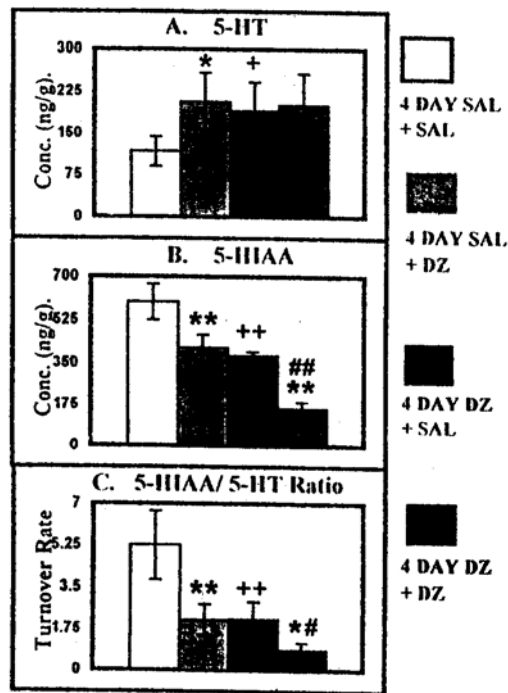 A. 5-HT
300
225
150
75
0
Conc. (ng/g).
* +
B. 5-HIAA
700
525
350
175
0
Conc. (ng/g).
** ++ ##
**
C. 5-HIAA/ 5-HT Ratio
7
5.25
3.5
1.75
0
Turnover Rate
** ++ *#
4 DAY SAL
+ SAL
4 DAY SAL
+ DZ
4 DAY DZ
+ SAL
4 DAY DZ
+ DZ